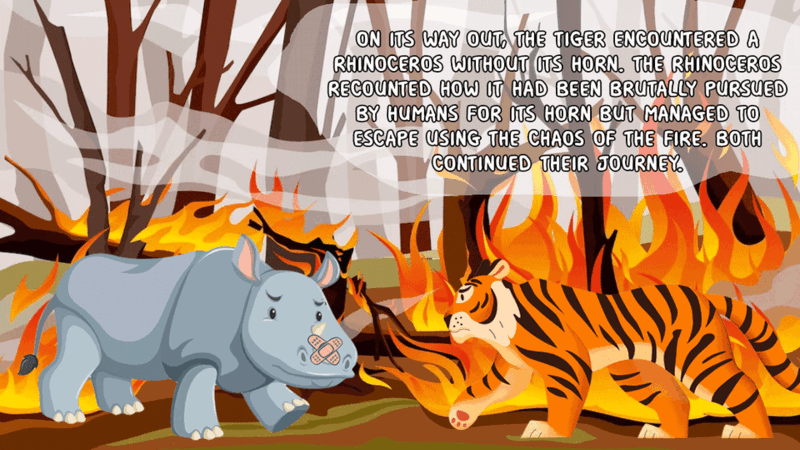 ON ITS WAY OUT, THE TIGER ENCOUNTERED A
RHINOCEROS WITHOUT ITS HORN. THE RHINOCEROS
RECOUNTED HOW IT HAD BEEN BRUTALLY PURSUED
BY HUMANS FOR ITS HORN BUT MANAGED TO
ESCAPE USING THE CHAOS OF THE FIRE. BOTH
CONTINUED THEIR JOURNEY.